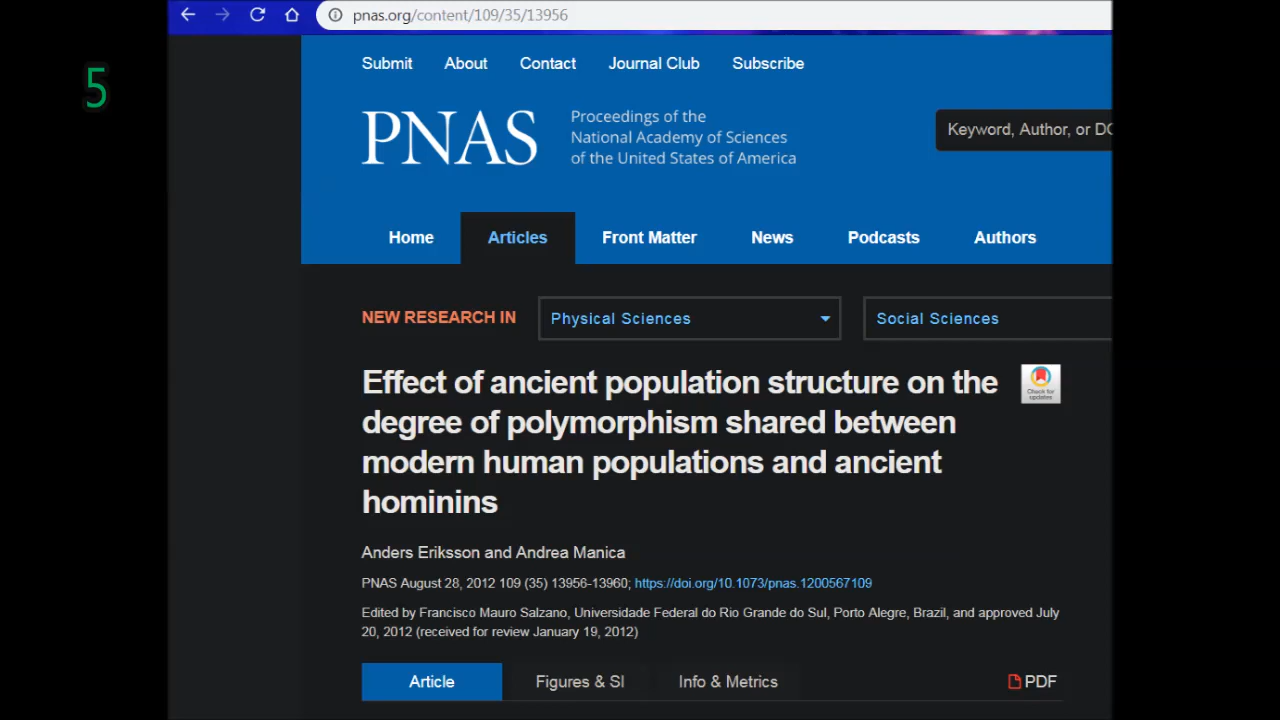 pnas.org/content/109/35/13956
5
Submit About Contact Journal Club Subscribe
PNAS
Proceedings of the
National Academy of Sciences
of the United States of America
Keyword, Author, or DO
Home Articles Front Matter News Podcasts Authors
NEW RESEARCH IN Physical Sciences Social Sciences
Effect of ancient population structure on the
degree of polymorphism shared between
modern human populations and ancient
hominins
Check for
updates
Anders Eriksson and Andrea Manica
PNAS August 28, 2012 109 (35) 13956-13960; https://doi.org/10.1073/pnas.1200567109
Edited by Francisco Mauro Salzano, Universidade Federal do Rio Grande do Sul, Porto Alegre, Brazil, and approved July
20, 2012 (received for review January 19, 2012)
Article Figures & SI Info & Metrics PDF